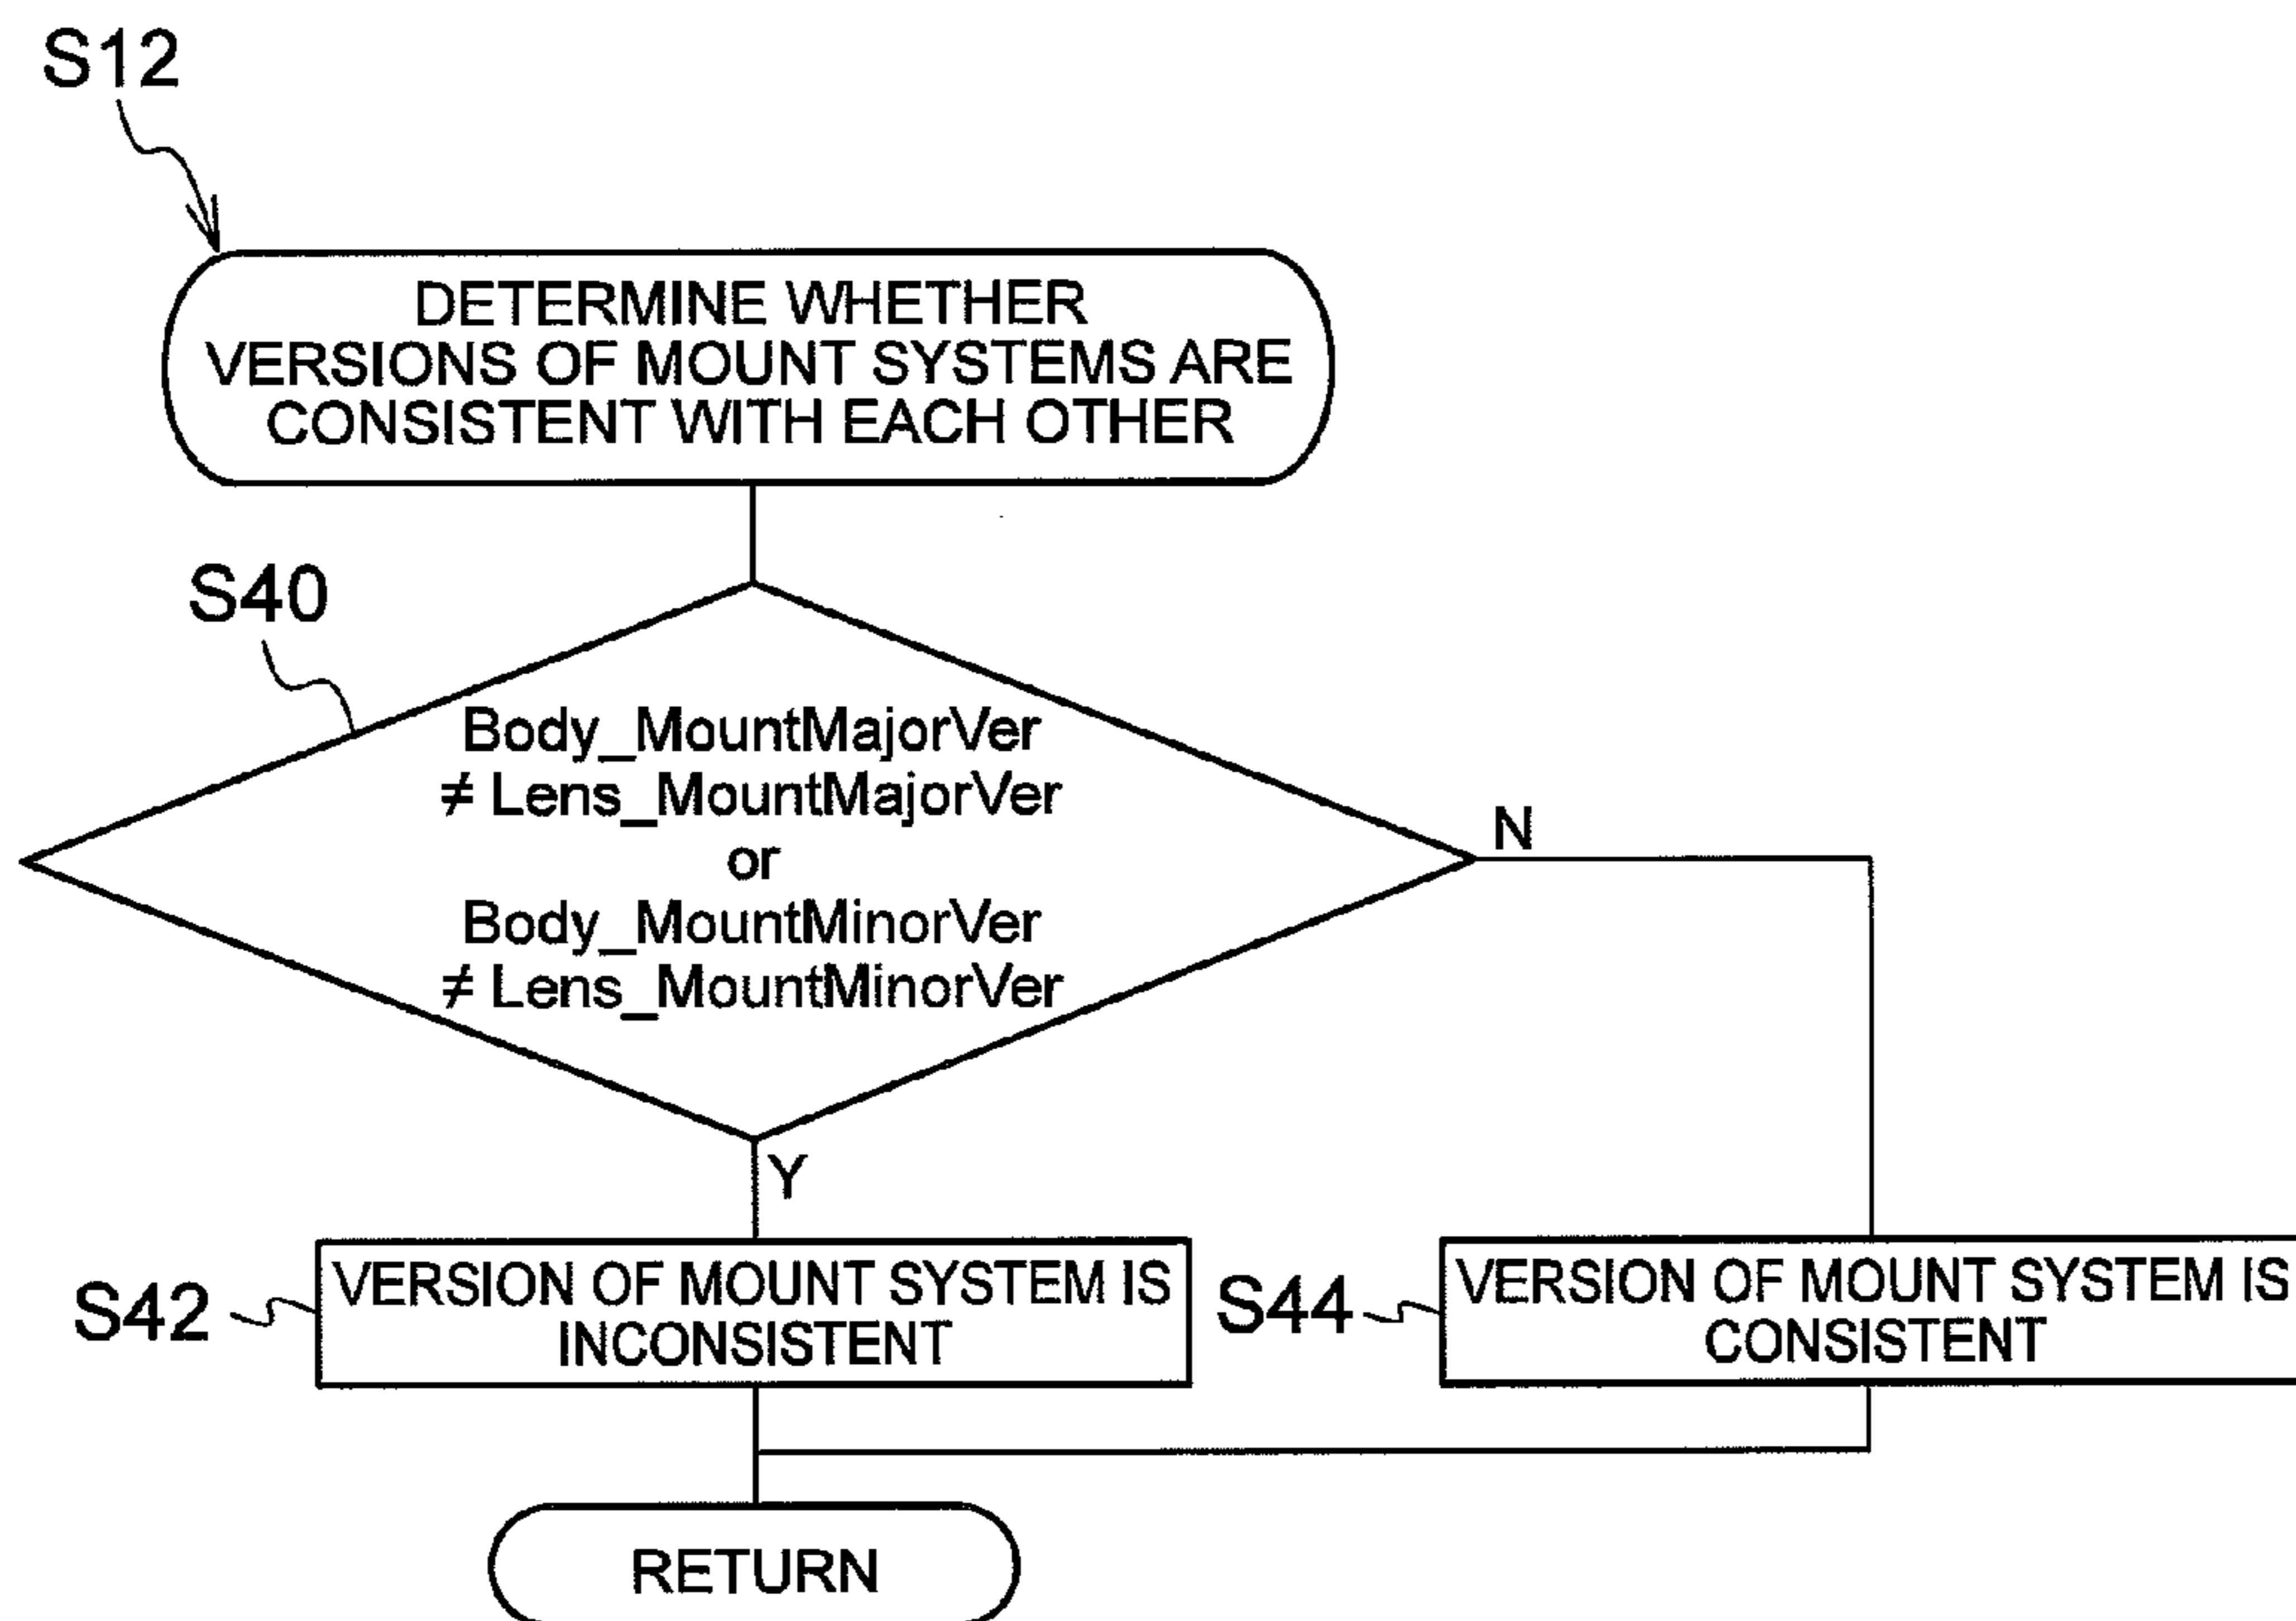 S12
DETERMINE WHETHER
VERSIONS OF MOUNT SYSTEMS ARE
CONSISTENT WITH EACH OTHER
S40
Body_MountMajorVer
≠ Lens_MountMajorVer
or
Body_MountMinorVer
≠ Lens_MountMinorVer
N
Y
S42
VERSION OF MOUNT SYSTEM IS
INCONSISTENT
S44
VERSION OF MOUNT SYSTEM IS
CONSISTENT
RETURN